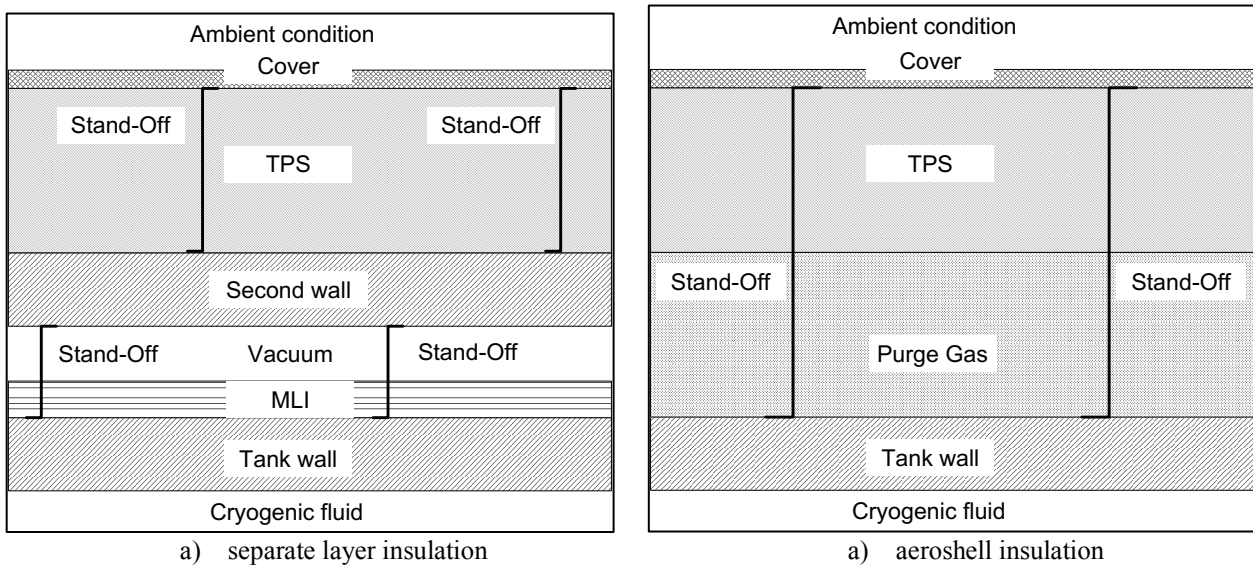 Ambient condition
Cover
Stand-Off
Stand-Off
TPS
Second wall
Stand-Off
Vacuum
Stand-Off
MLI
Tank wall
Cryogenic fluid
a) separate layer insulation
Ambient condition
Cover
TPS
Stand-Off
Stand-Off
Purge Gas
Tank wall
Cryogenic fluid
a) aeroshell insulation